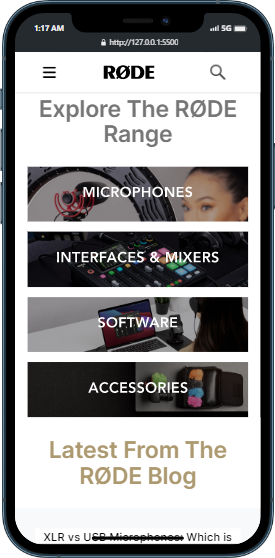 1:17 AM
5G
http://127.0.0.1:5500
RØDE
Explore The RØDE
Range
MICROPHONES
INTERFACES & MIXERS
SOFTWARE
ACCESSORIES
Latest From The
RØDE Blog
XLR vs USB Microphones: Which is